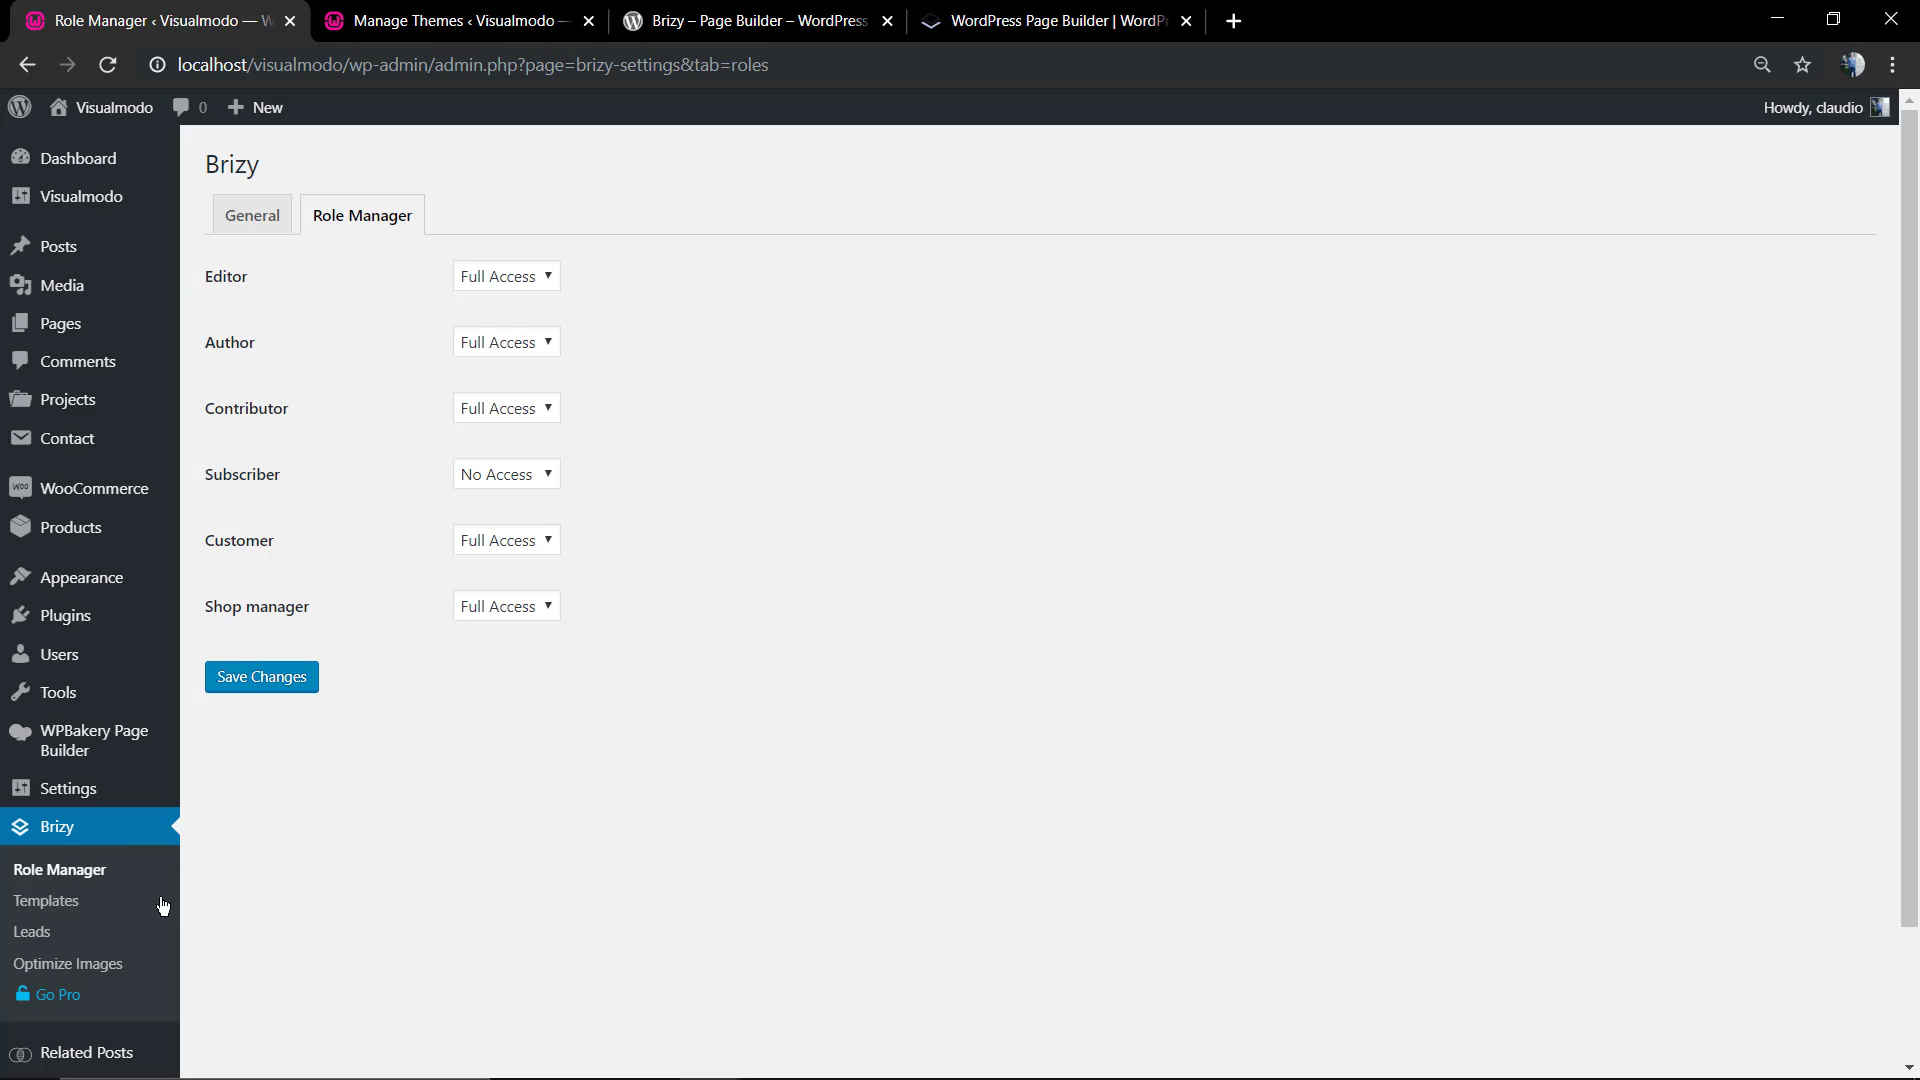 Role Manager ‹ Visualmodo — W
Manage Themes ‹ Visualmodo —
Brizy – Page Builder – WordPress
WordPress Page Builder | WordPr
localhost/visualmodo/wp-admin/admin.php?page=brizy-settings&tab=roles
Visualmodo 0 New
Howdy, claudio
Dashboard
Visualmodo
Posts
Media
Pages
Comments
Projects
Contact
WOO
WooCommerce
Products
Appearance
Plugins
Users
Tools
WPBakery Page
Builder
Settings
Brizy
Role Manager
Templates
Leads
Optimize Images
Go Pro
Related Posts
Brizy
General
Role Manager
Editor Full Access
Author Full Access
Contributor Full Access
Subscriber No Access
Customer Full Access
Shop manager Full Access
Save Changes